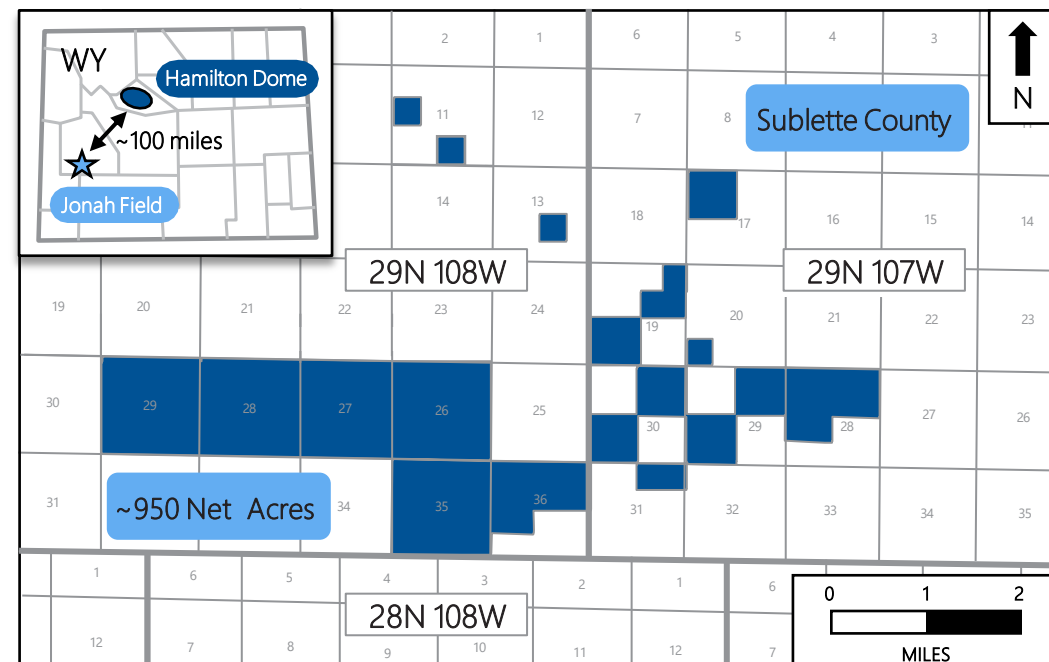 WY
Hamilton Dome
~100 miles
Jonah Field
2 1 6 5 4 3
N
11 12 7 8
Sublette County
14 13 18 17 16 15 14
29N 108W
29N 107W
19 20 21 22 23 24 19 20 21 22 23
30 29 28 27 26 25 30 29 28 27 26
31 34 35 36 31 32 33 34 35
~950 Net Acres
1 6 5 4 3 2 1 6
28N 108W
12 7 8 9 10 11 12 7
0 1 2
MILES